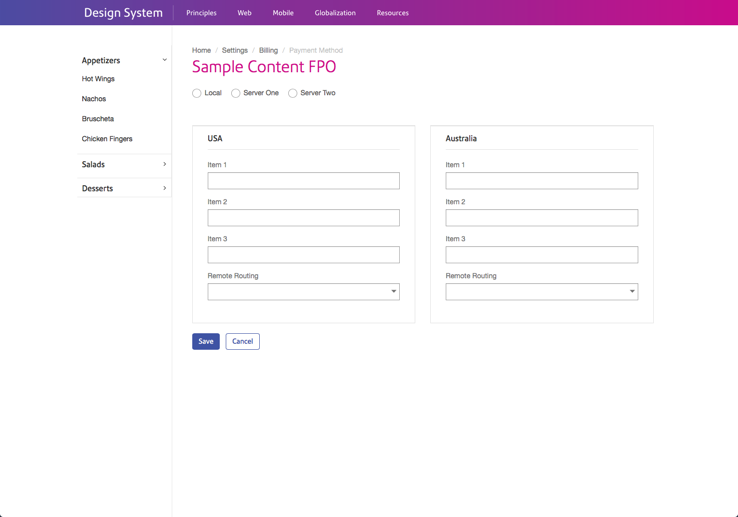 Design System Principles Web Mobile Globalization Resources
Appetizers
Hot Wings
Nachos
Bruscheta
Chicken Fingers
Salads
Desserts
Home / Settings / Billing / Payment Method
Sample Content FPO
Local Server One Server Two
USA
Item 1
Item 2
Item 3
Remote Routing
Australia
Item 1
Item 2
Item 3
Remote Routing
Save Cancel